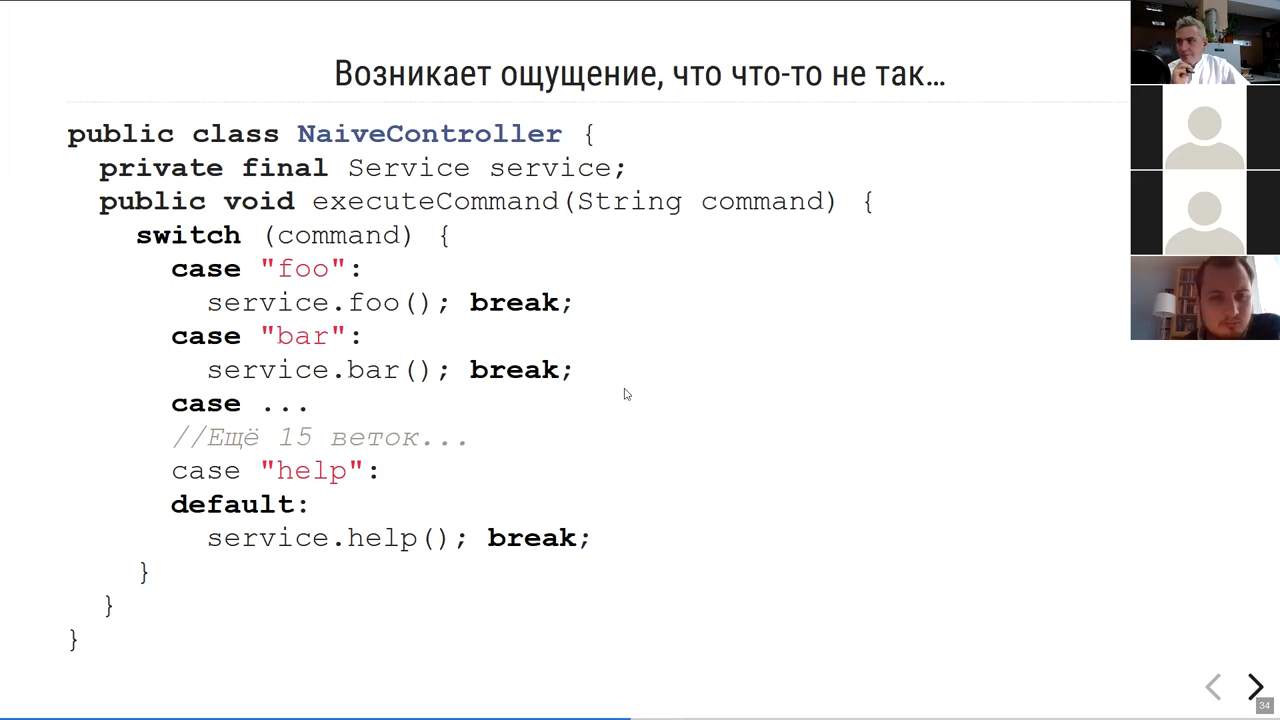 Возникает ощущение, что что-то не так…
public class NaiveController {
private final Service service;
public void executeCommand(String command) {
switch (command) {
case "foo":
service.foo(); break;
case "bar":
service.bar(); break;
case ...
//Ещё 15 веток...
case "help":
default:
service.help(); break;
}
}
}
34